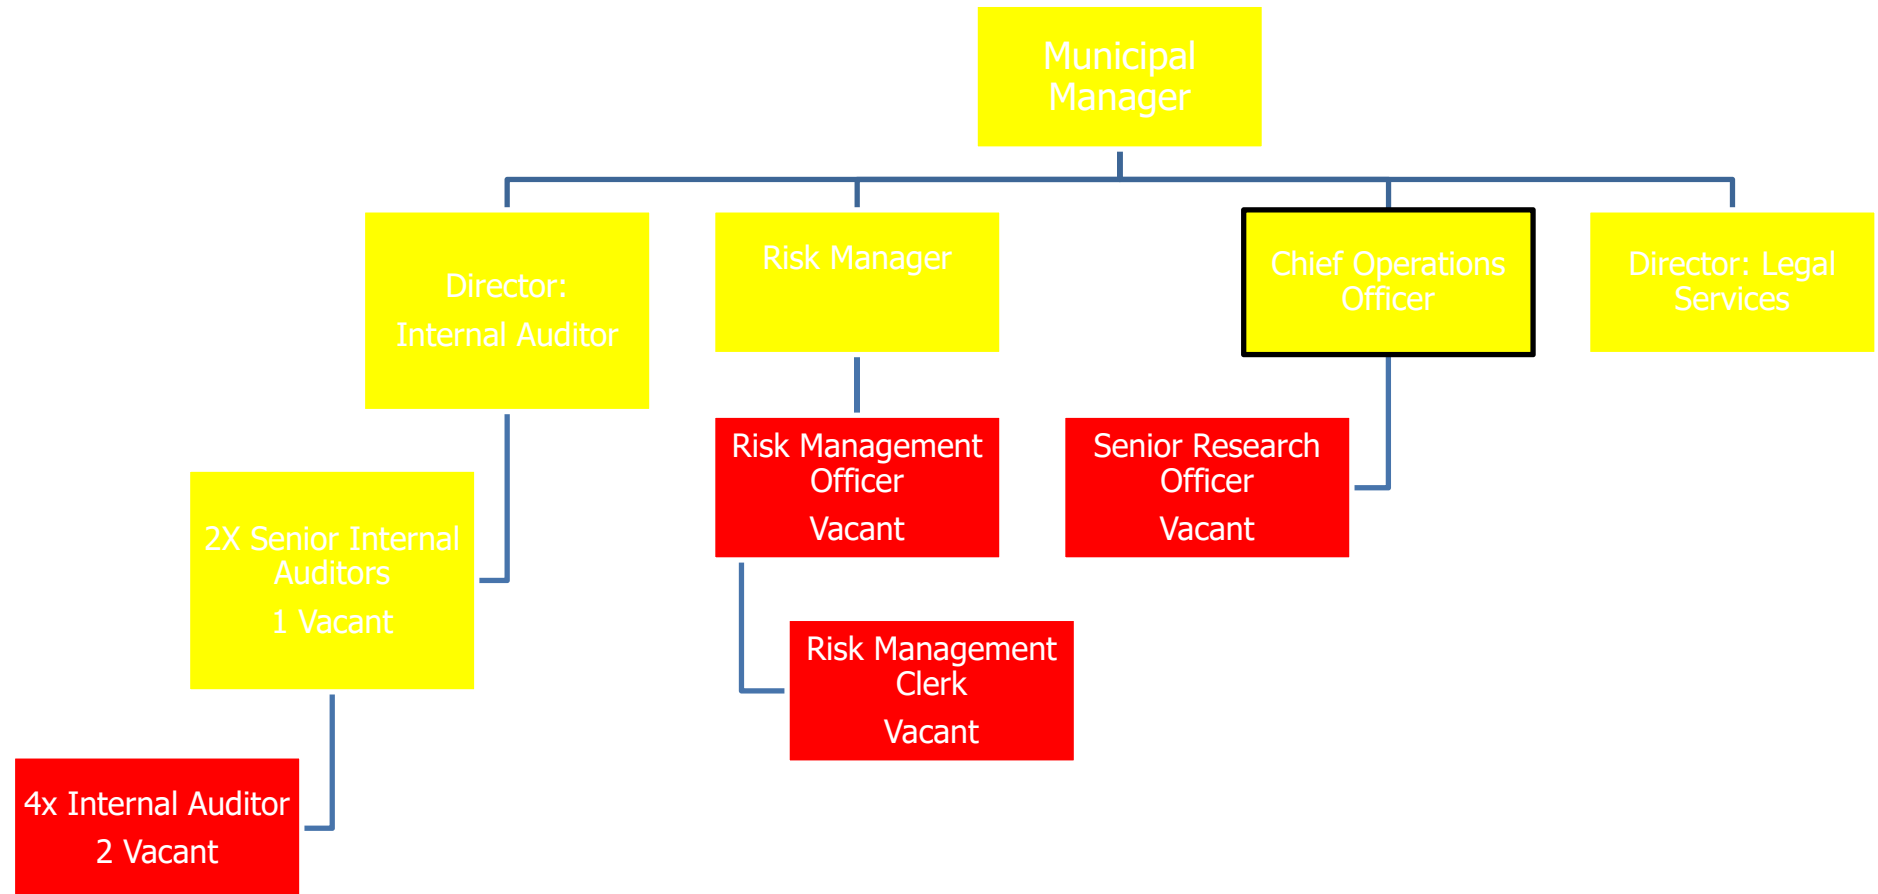 Municipal
Manager
Director:
Internal Auditor
Risk Manager
Chief Operations
Officer
Director: Legal
Services
2X Senior Internal
Auditors
1 Vacant
Risk Management
Officer
Vacant
Senior Research
Officer
Vacant
Risk Management
Clerk
Vacant
4x Internal Auditor
2 Vacant